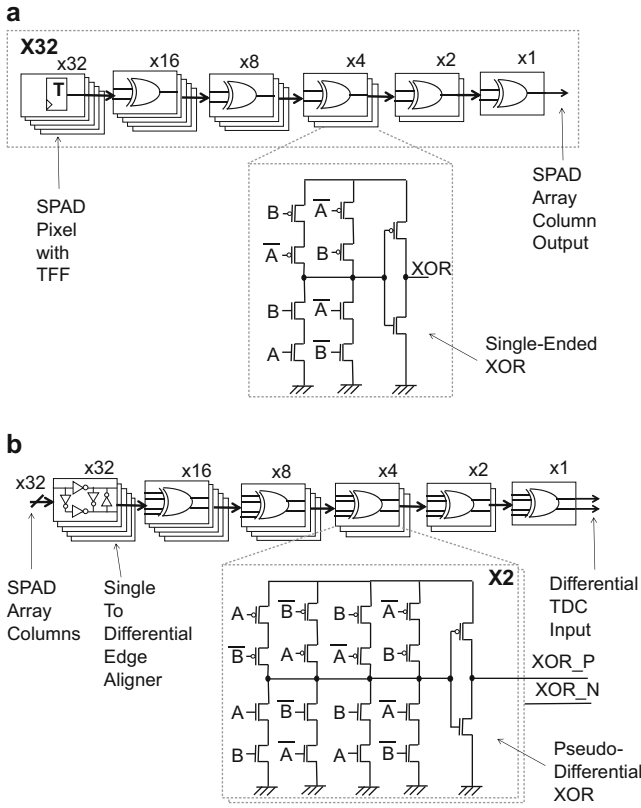 a
X32
x32
x16
x8
x4
x2
x1
T
SPAD
Pixel
with
TFF
SPAD
Array
Column
Output
B
A̅
A̅
B
XOR
B
A̅
A
B̅
Single-Ended
XOR
b
x32
x32
x16
x8
x4
x2
x1
SPAD
Array
Columns
Single
To
Differential
Edge
Aligner
X2
Differential
TDC
Input
A
B̅
B
A̅
B̅
A
A̅
B
XOR_P
XOR_N
A
B̅
B
A̅
B
A̅
A
B̅
Pseudo-
Differential
XOR